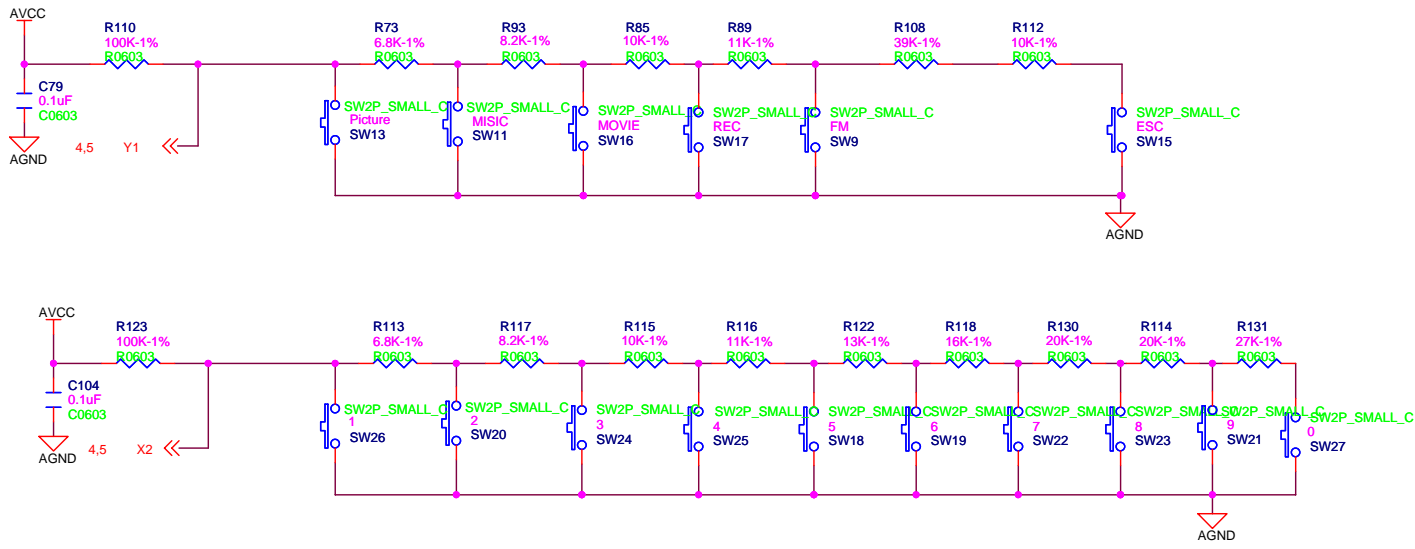 AVCC
R110
100K-1%
R0603
R73
6.8K-1%
R0603
R93
8.2K-1%
R0603
R85
10K-1%
R0603
R89
11K-1%
R0603
R108
39K-1%
R0603
R112
10K-1%
R0603
C79
0.1uF
C0603
AGND
4,5 Y1
SW2P_SMALL_C
Picture
SW13
SW2P_SMALL_C
MISIC
SW11
SW2P_SMALL_C
MOVIE
SW16
SW2P_SMALL_C
REC
SW17
SW2P_SMALL_C
FM
SW9
SW2P_SMALL_C
ESC
SW15
AGND
AVCC
R123
100K-1%
R0603
R113
6.8K-1%
R0603
R117
8.2K-1%
R0603
R115
10K-1%
R0603
R116
11K-1%
R0603
R122
13K-1%
R0603
R118
16K-1%
R0603
R130
20K-1%
R0603
R114
20K-1%
R0603
R131
27K-1%
R0603
C104
0.1uF
C0603
AGND
4,5 X2
SW2P_SMALL_C
1
SW26
SW2P_SMALL_C
2
SW20
SW2P_SMALL_C
3
SW24
SW2P_SMALL_C
4
SW25
SW2P_SMALL_C
5
SW18
SW2P_SMALL_C
6
SW19
SW2P_SMALL_C
7
SW22
SW2P_SMALL_C
8
SW23
SW2P_SMALL_C
9
SW21
SW2P_SMALL_C
0
SW27
AGND